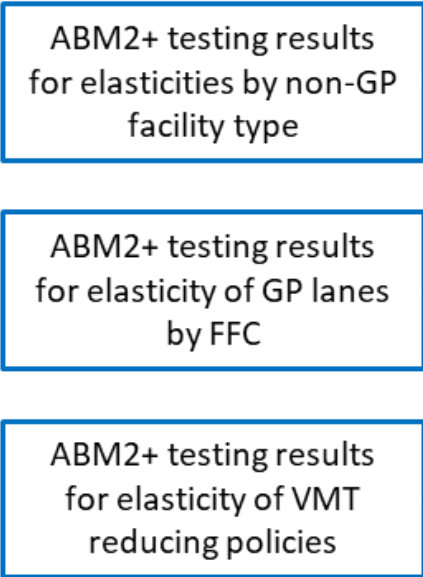 ABM2+ testing results
for elasticities by non-GP
facility type
ABM2+ testing results
for elasticity of GP lanes
by FFC
ABM2+ testing results
for elasticity of VMT
reducing policies